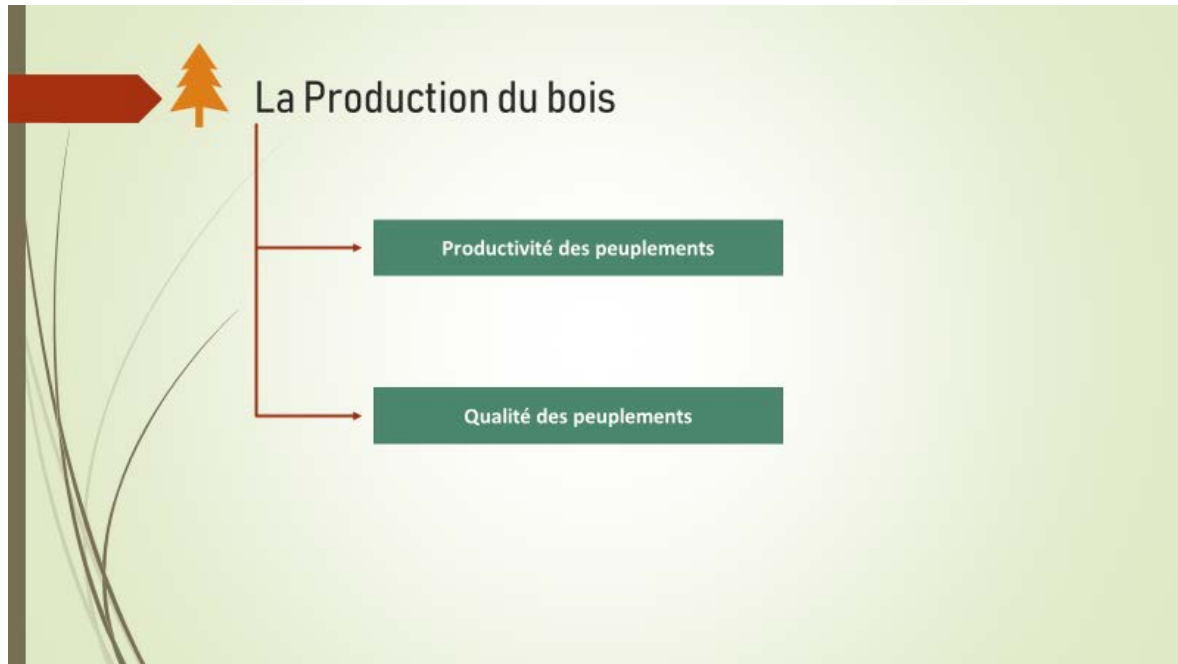 La Production du bois
Productivité des peuplements
Qualité des peuplements